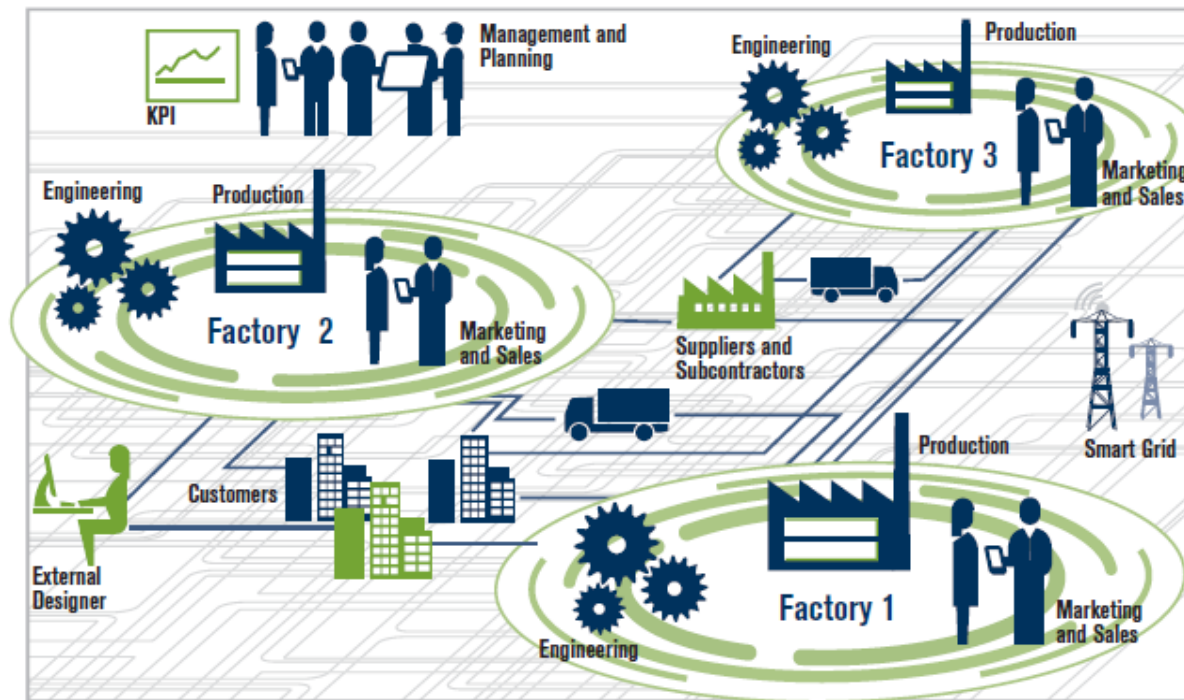 Management and
Planning
KPI
Engineering
Production
Factory 3
Marketing
and Sales
Engineering
Production
Factory 2
Marketing
and Sales
Suppliers and
Subcontractors
Smart Grid
Customers
External
Designer
Production
Factory 1
Engineering
Marketing
and Sales